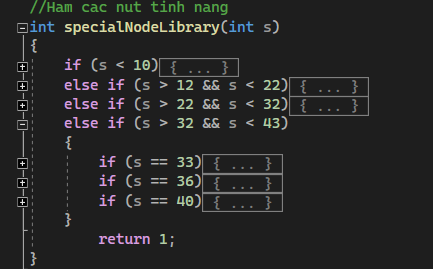 //Ham cac nut tinh nang
int specialNodeLibrary(int s)
{
if (s < 10) { ... }
else if (s > 12 && s < 22) { ... }
else if (s > 22 && s < 32) { ... }
else if (s > 32 && s < 43)
{
if (s == 33) { ... }
if (s == 36) { ... }
if (s == 40) { ... }
}
return 1;
}